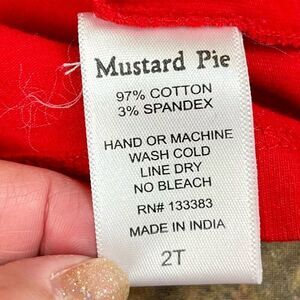 Mustard Pie
97% COTTON
3% SPANDEX
HAND OR MACHINE
WASH COLD
LINE DRY
NO BLEACH
RN# 133383
MADE IN INDIA
2T